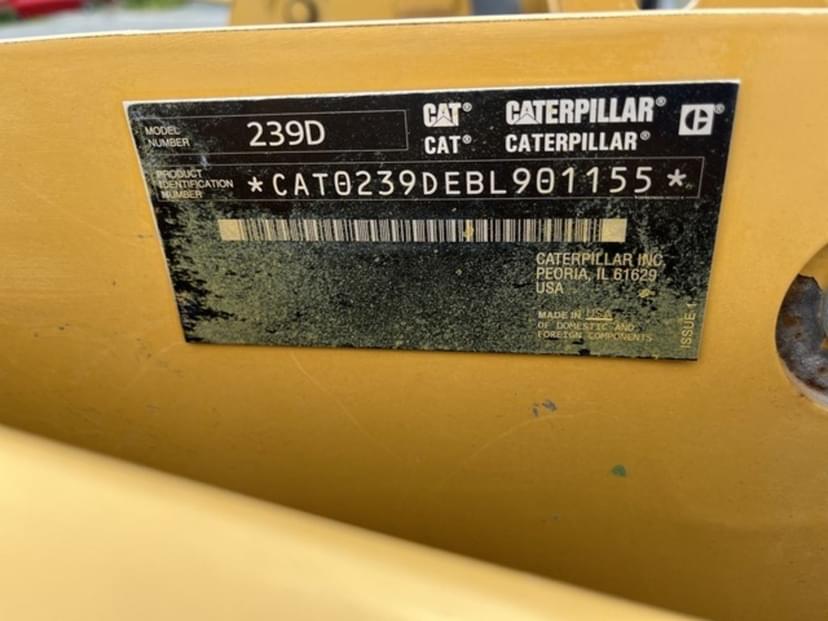 MODEL NUMBER 239D
CAT® CATERPILLAR® C®
CAT® CATERPILLAR®
PRODUCT IDENTIFICATION NUMBER *CAT0239DEBL901155*
CATERPILLAR INC
PEORIA, IL 61629
USA
MADE IN USA
OF DOMESTIC AND
FOREIGN COMPONENTS
ISSUE 1